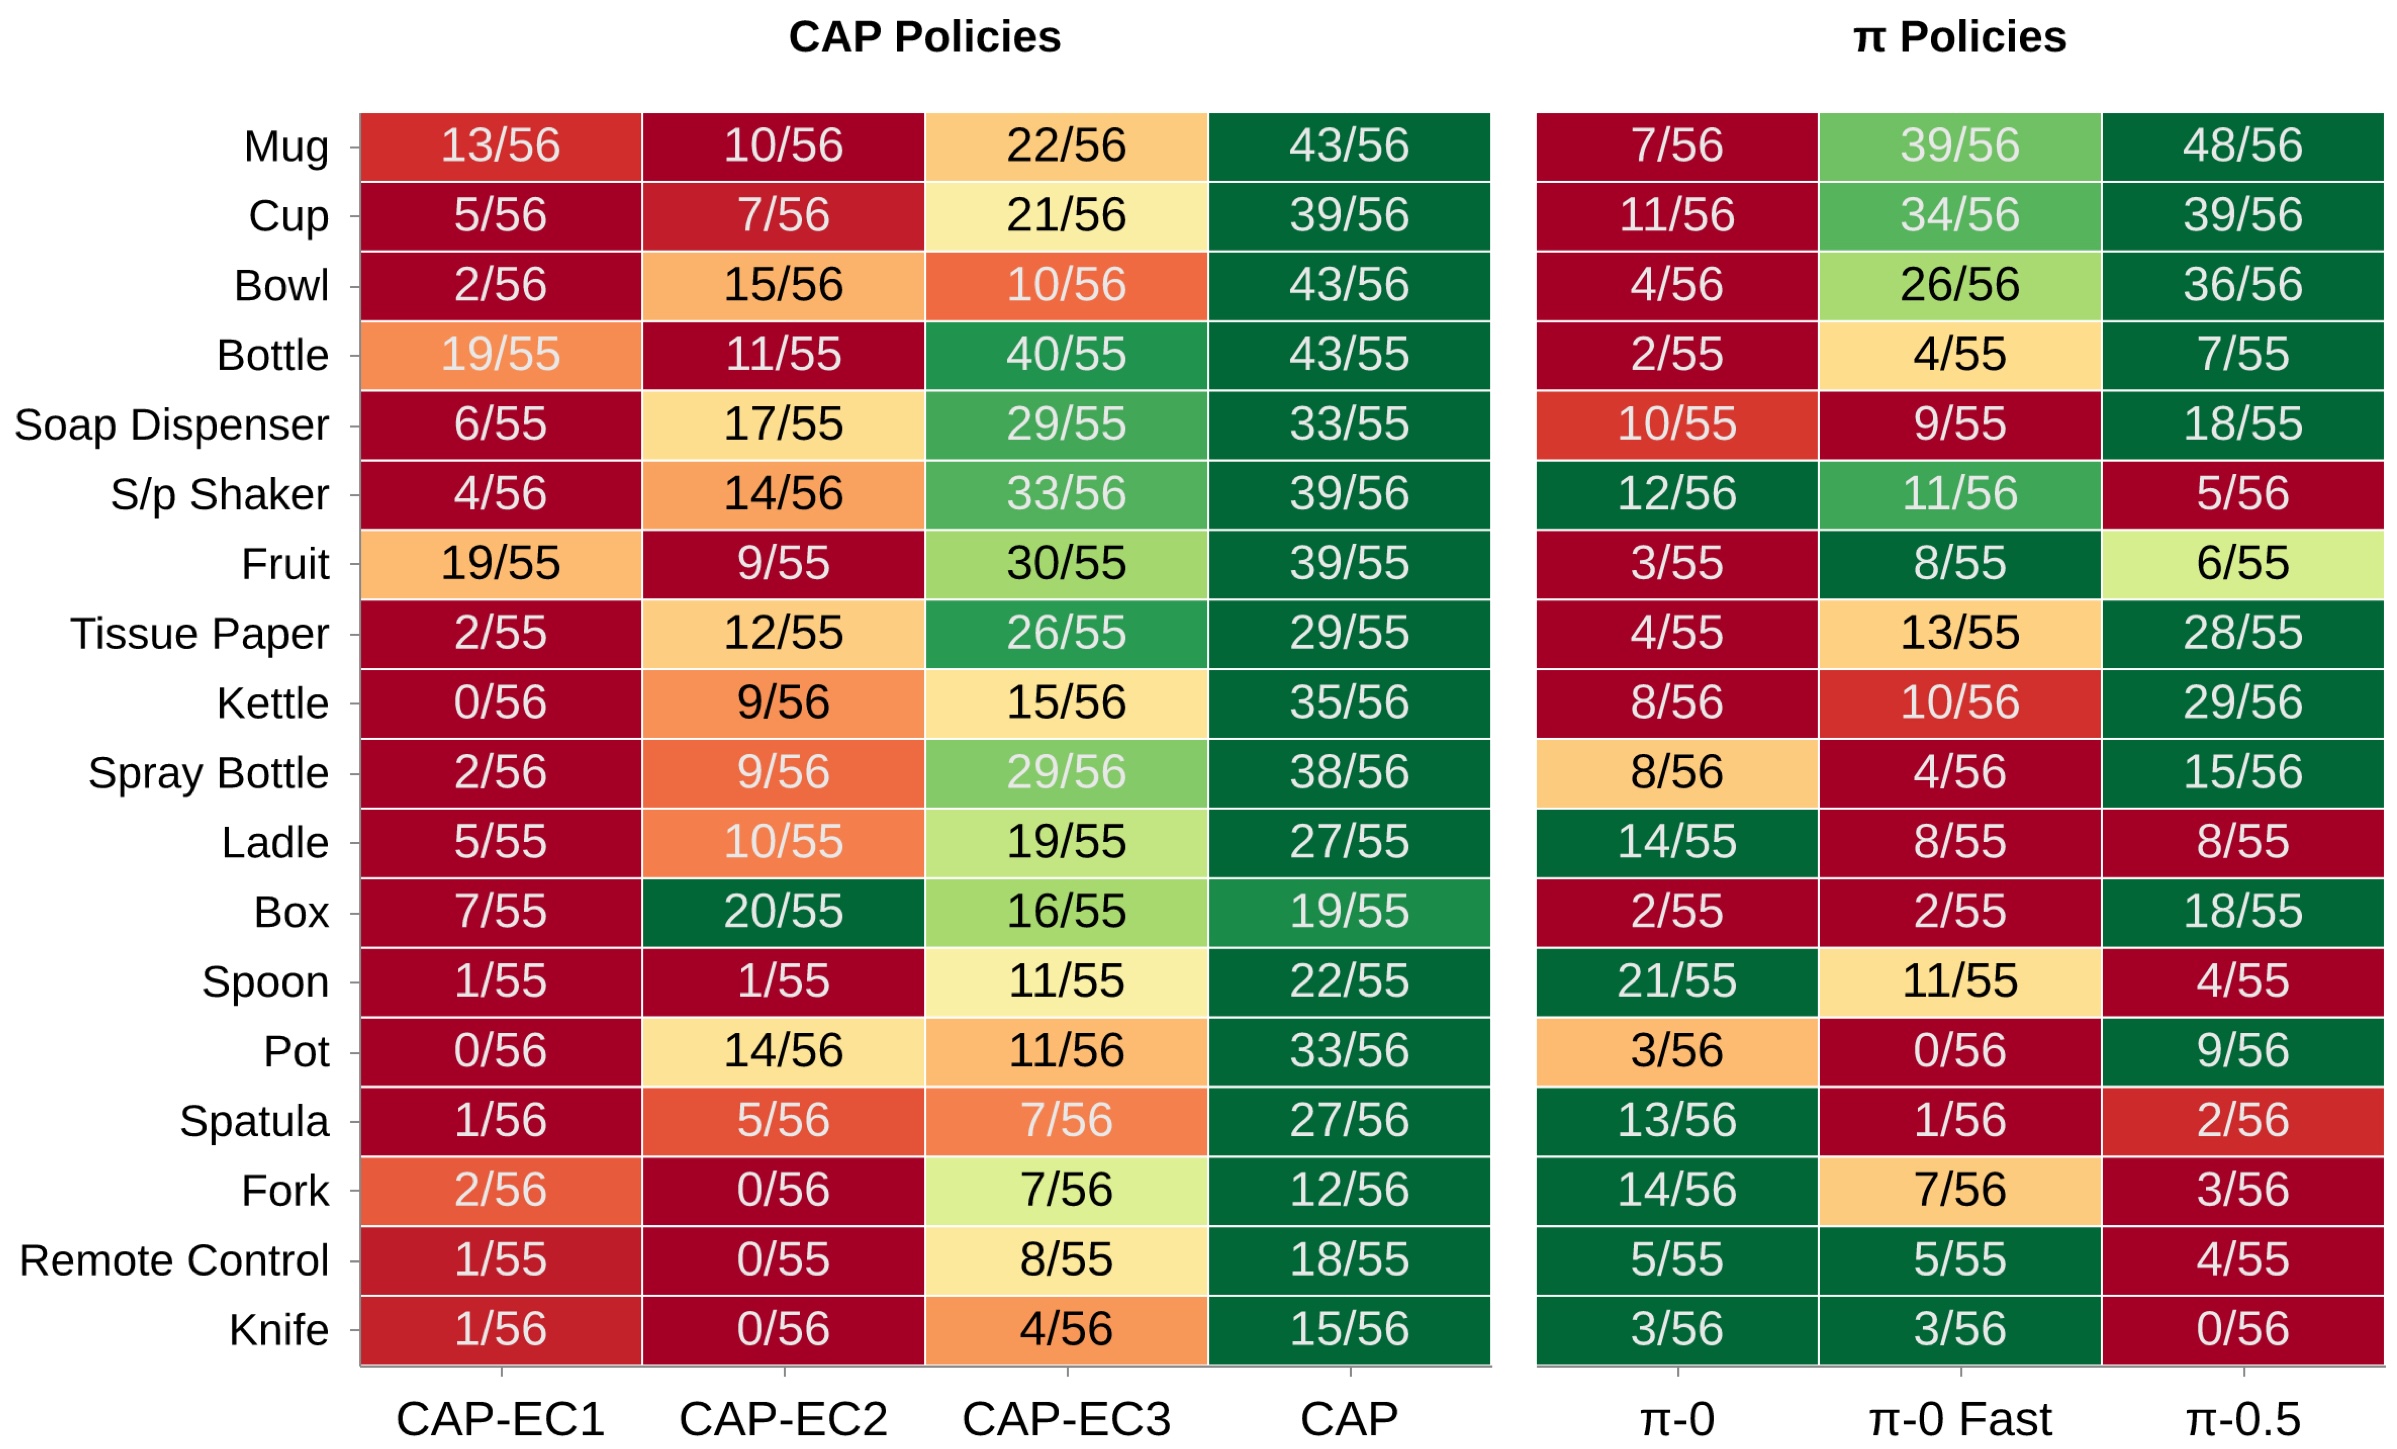 CAP Policies π Policies
Mug 13/56 10/56 22/56 43/56 7/56 39/56 48/56
Cup 5/56 7/56 21/56 39/56 11/56 34/56 39/56
Bowl 2/56 15/56 10/56 43/56 4/56 26/56 36/56
Bottle 19/55 11/55 40/55 43/55 2/55 4/55 7/55
Soap Dispenser 6/55 17/55 29/55 33/55 10/55 9/55 18/55
S/p Shaker 4/56 14/56 33/56 39/56 12/56 11/56 5/56
Fruit 19/55 9/55 30/55 39/55 3/55 8/55 6/55
Tissue Paper 2/55 12/55 26/55 29/55 4/55 13/55 28/55
Kettle 0/56 9/56 15/56 35/56 8/56 10/56 29/56
Spray Bottle 2/56 9/56 29/56 38/56 8/56 4/56 15/56
Ladle 5/55 10/55 19/55 27/55 14/55 8/55 8/55
Box 7/55 20/55 16/55 19/55 2/55 2/55 18/55
Spoon 1/55 1/55 11/55 22/55 21/55 11/55 4/55
Pot 0/56 14/56 11/56 33/56 3/56 0/56 9/56
Spatula 1/56 5/56 7/56 27/56 13/56 1/56 2/56
Fork 2/56 0/56 7/56 12/56 14/56 7/56 3/56
Remote Control 1/55 0/55 8/55 18/55 5/55 5/55 4/55
Knife 1/56 0/56 4/56 15/56 3/56 3/56 0/56
CAP-EC1 CAP-EC2 CAP-EC3 CAP π-0 π-0 Fast π-0.5